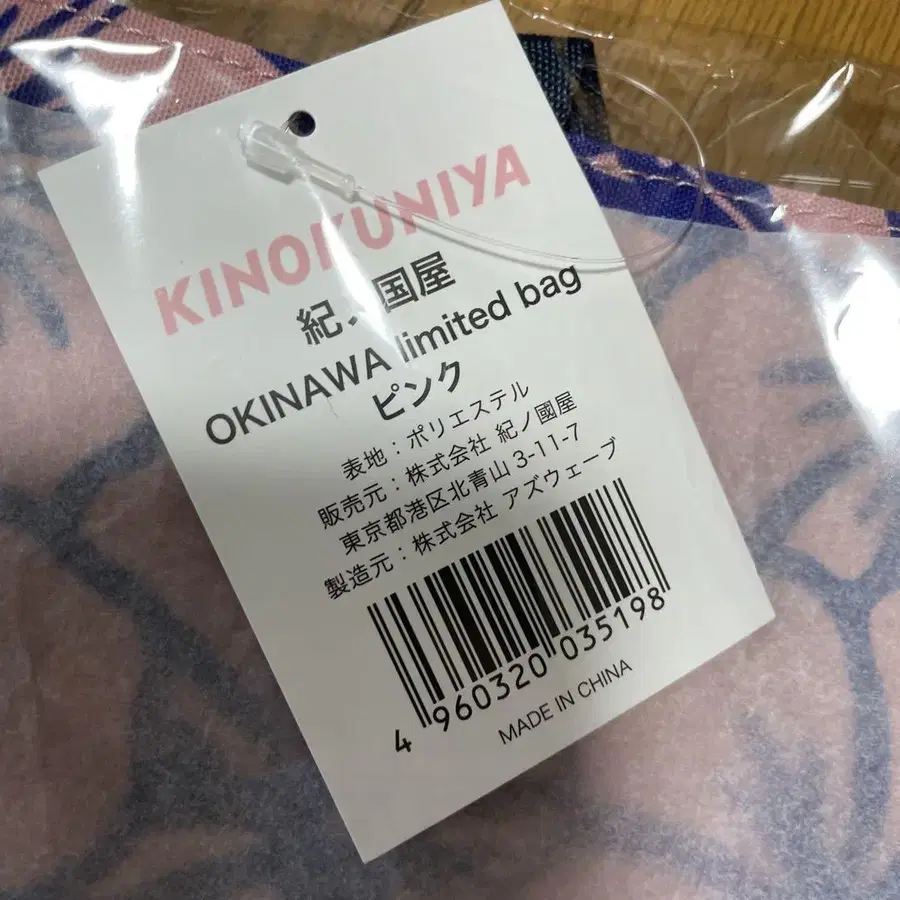 KINOKUNIYA
紀ノ国屋
OKINAWA limited bag
ピンク
表地：ポリエステル
販売元：株式会社 紀ノ國屋
東京都港区北青山 3-11-7
製造元：株式会社 アズウェーブ
4 960320 035198
MADE IN CHINA